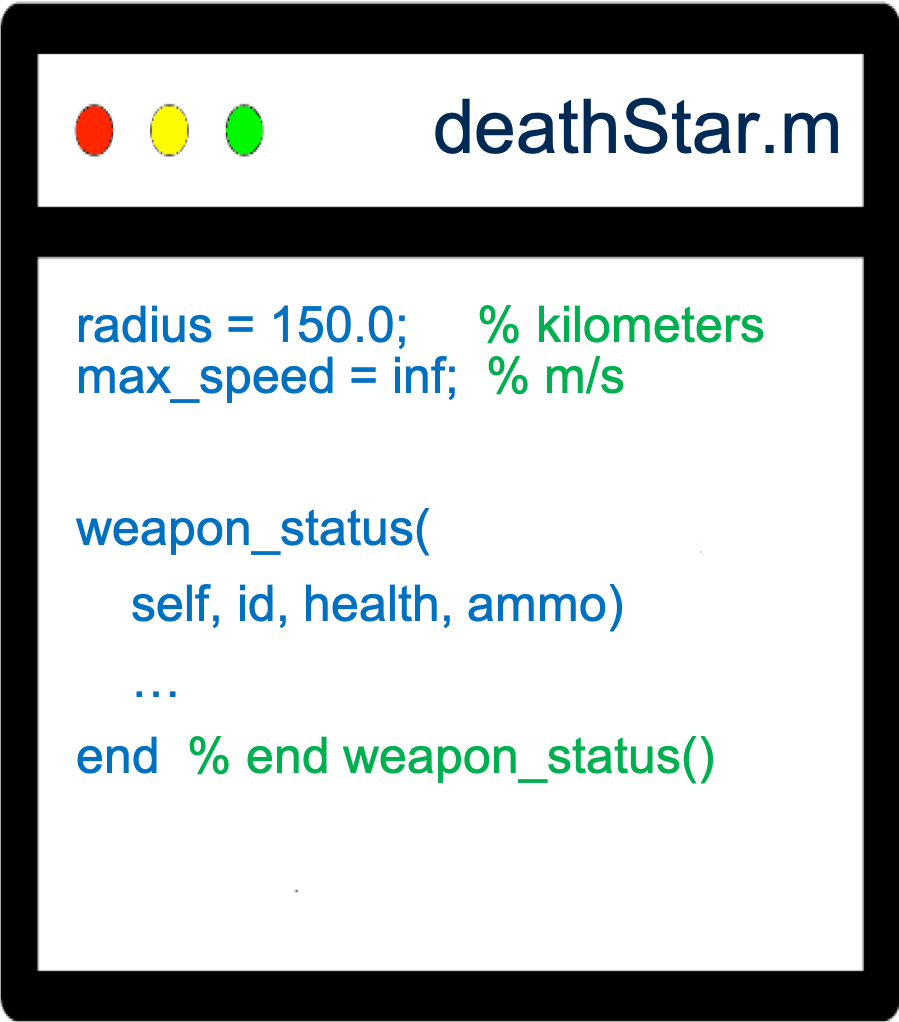 deathStar.m
radius = 150.0; % kilometers
max_speed = inf; % m/s
weapon_status(
self, id, health, ammo)
…
end % end weapon_status()